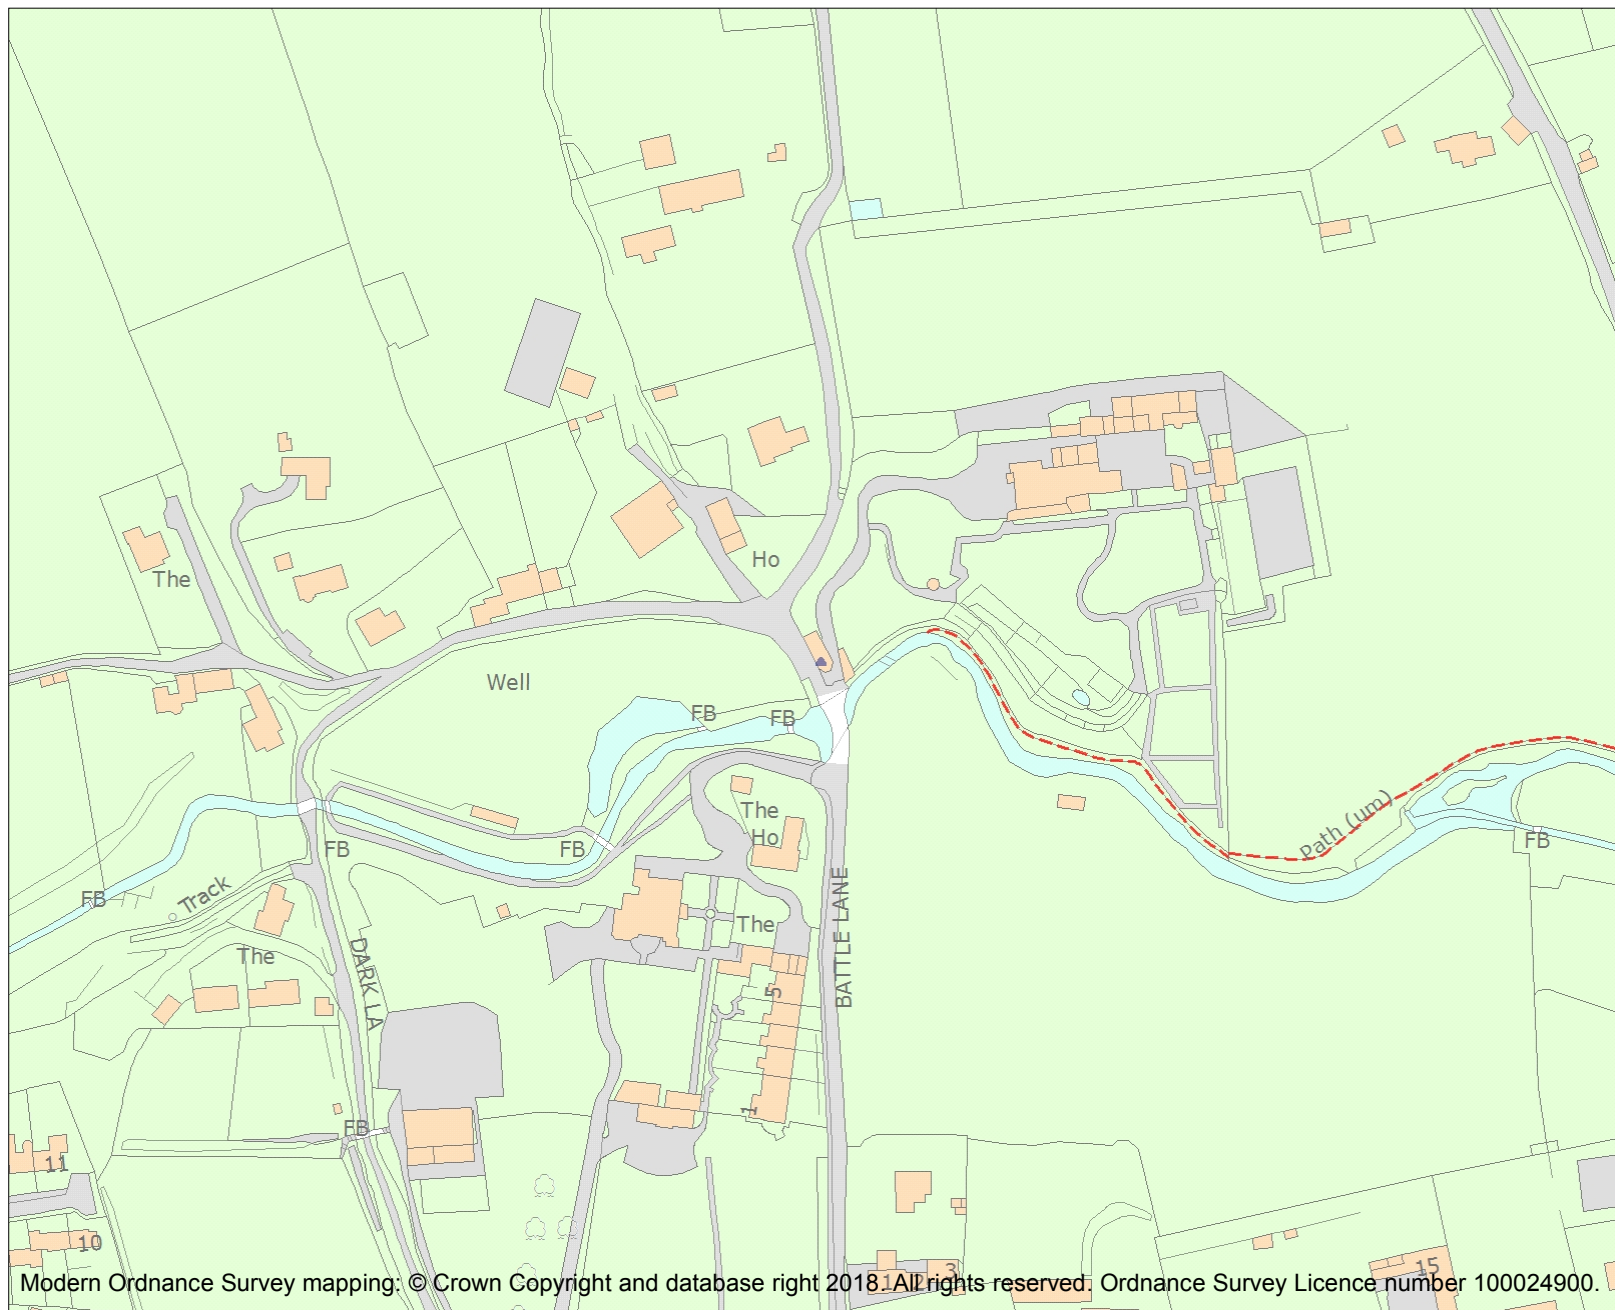 Ho
The
Well
FB
FB
The
Ho
Path (um)
FB
FB
FB
FB
Track
The
The
BATTLE LANE
DARK LA
5
1
FB
11
10
3
15
Modern Ordnance Survey mapping: © Crown Copyright and database right 2018. All rights reserved. Ordnance Survey Licence number 100024900.